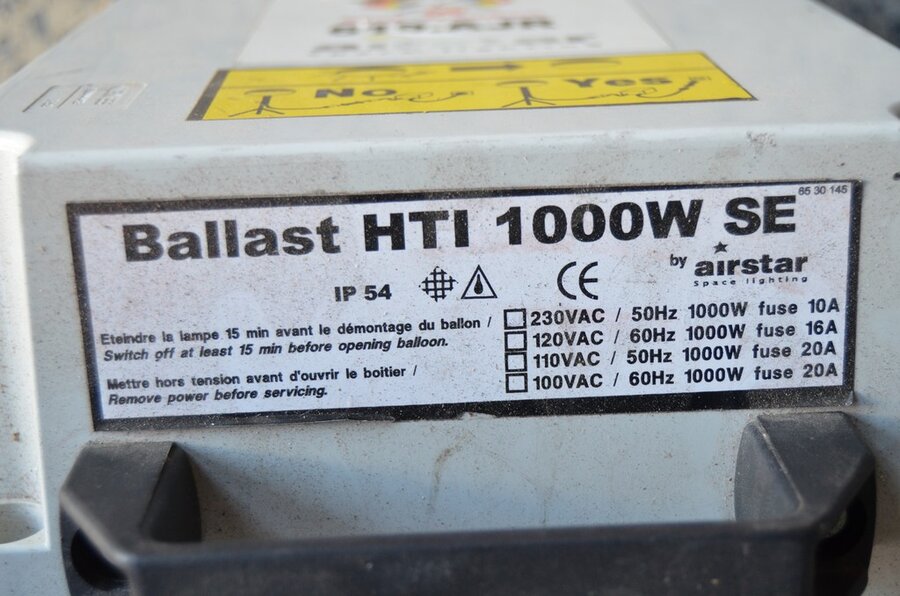 No
Yes
65 30 145
Ballast HTI 1000W SE
by airstar
Space lighting
IP 54
CE
Eteindre la lampe 15 min avant le démontage du ballon /
Switch off at least 15 min before opening balloon.
Mettre hors tension avant d'ouvrir le boitier /
Remove power before servicing.
230VAC / 50Hz 1000W fuse 10A
120VAC / 60Hz 1000W fuse 16A
110VAC / 50Hz 1000W fuse 20A
100VAC / 60Hz 1000W fuse 20A